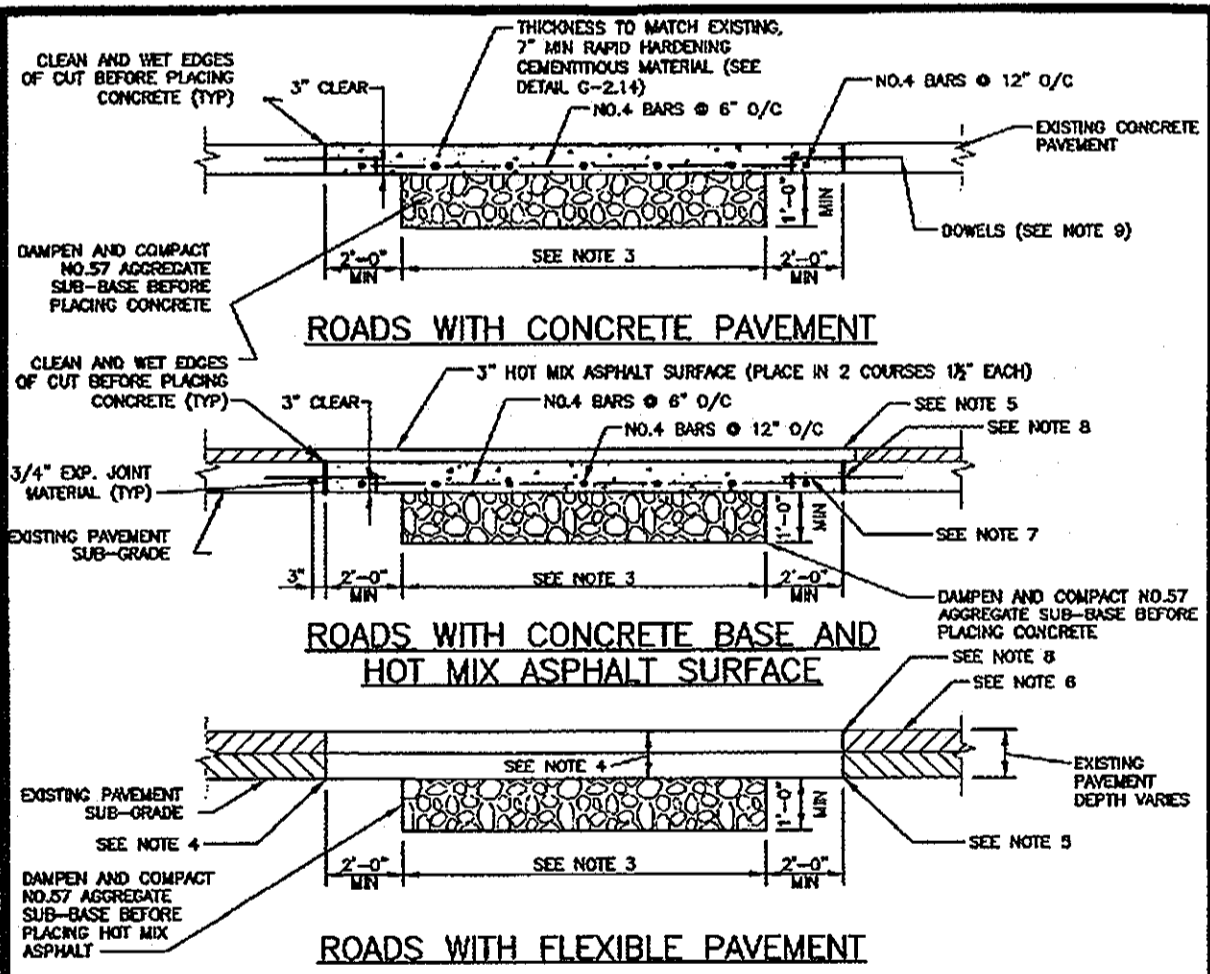 THICKNESS TO MATCH EXISTING,
7" MIN RAPID HARDENING
CEMENTITIOUS MATERIAL (SEE
DETAIL G-2.14)
CLEAN AND WET EDGES
OF CUT BEFORE PLACING
CONCRETE (TYP)
3" CLEAR
NO.4 BARS @ 6" O/C
NO.4 BARS @ 12" O/C
EXISTING CONCRETE
PAVEMENT
1'-0"
MIN
DOWELS (SEE NOTE 9)
DAMPEN AND COMPACT
NO.57 AGGREGATE
SUB-BASE BEFORE
PLACING CONCRETE
2'-0"
MIN
SEE NOTE 3
2'-0"
MIN
ROADS WITH CONCRETE PAVEMENT
CLEAN AND WET EDGES
OF CUT BEFORE PLACING
CONCRETE (TYP)
3" HOT MIX ASPHALT SURFACE (PLACE IN 2 COURSES 1½" EACH)
3" CLEAR
NO.4 BARS @ 6" O/C
NO.4 BARS @ 12" O/C
SEE NOTE 5
SEE NOTE 8
3/4" EXP. JOINT
MATERIAL (TYP)
EXISTING PAVEMENT
SUB-GRADE
1'-0"
MIN
SEE NOTE 7
3"
2'-0"
MIN
SEE NOTE 3
2'-0"
MIN
DAMPEN AND COMPACT NO.57
AGGREGATE SUB-BASE BEFORE
PLACING CONCRETE
ROADS WITH CONCRETE BASE AND
HOT MIX ASPHALT SURFACE
SEE NOTE 8
SEE NOTE 6
SEE NOTE 4
EXISTING
PAVEMENT
DEPTH VARIES
EXISTING PAVEMENT
SUB-GRADE
1'-0"
MIN
SEE NOTE 4
SEE NOTE 5
2'-0"
MIN
SEE NOTE 3
2'-0"
MIN
DAMPEN AND COMPACT
NO.57 AGGREGATE
SUB-BASE BEFORE
PLACING HOT MIX
ASPHALT
ROADS WITH FLEXIBLE PAVEMENT